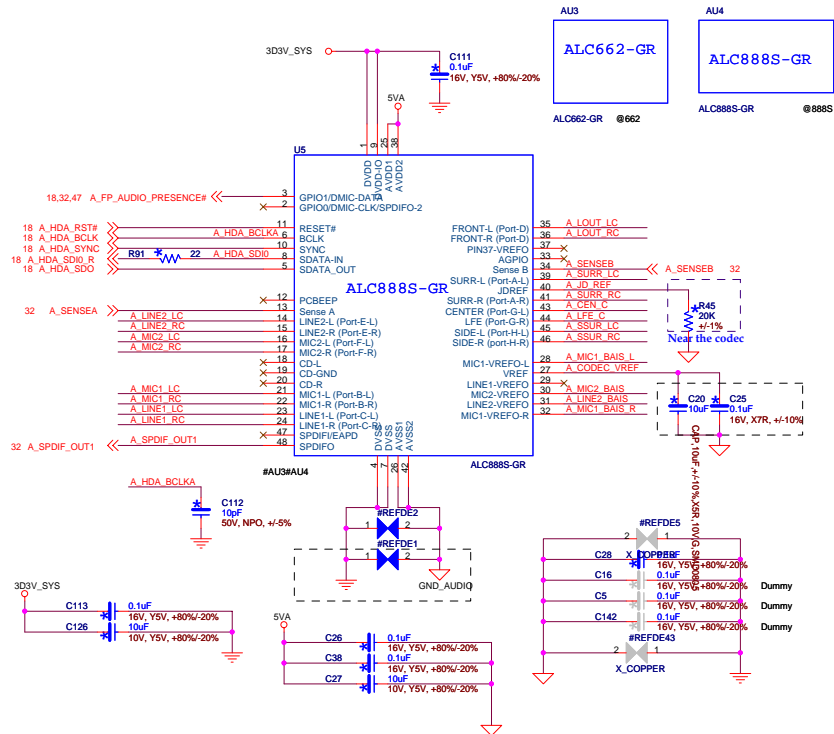 AU3
AU4
ALC662-GR
ALC888S-GR
ALC662-GR @662
ALC888S-GR @888S
3D3V_SYS
C111
0.1uF
16V, Y5V, +80%/-20%
5VA
1
9
25
38
U5
DVDD
DVDD-IO
AVDD1
AVDD2
18,32,47 A_FP_AUDIO_PRESENCE#
3 GPIO1/DMIC-DATA
2 GPIO0/DMIC-CLK/SPDIFO-2
18 A_HDA_RST# 11 RESET#
18 A_HDA_BCLK A_HDA_BCLKA 6 BCLK
18 A_HDA_SYNC 10 SYNC
18 A_HDA_SDI0_R R91 22 A_HDA_SDI0 8 SDATA-IN
18 A_HDA_SDO 5 SDATA_OUT
12 PCBEEP
32 A_SENSEA 13 Sense A
A_LINE2_LC 14 LINE2-L (Port-E-L)
A_LINE2_RC 15 LINE2-R (Port-E-R)
A_MIC2_LC 16 MIC2-L (Port-F-L)
A_MIC2_RC 17 MIC2-R (Port-F-R)
18 CD-L
19 CD-GND
20 CD-R
A_MIC1_LC 21 MIC1-L (Port-B-L)
A_MIC1_RC 22 MIC1-R (Port-B-R)
A_LINE1_LC 23 LINE1-L (Port-C-L)
A_LINE1_RC 24 LINE1-R (Port-C-R)
47 SPDIFI/EAPD
32 A_SPDIF_OUT1 A_SPDIF_OUT1 48 SPDIFO
ALC888S-GR
FRONT-L (Port-D) 35 A_LOUT_LC
FRONT-R (Port-D) 36 A_LOUT_RC
PIN37-VREFO 37
AGPIO 33
Sense B 34 A_SENSEB A_SENSEB 32
SURR-L (Port-A-L) 39 A_SURR_LC
JDREF 40 A_JD_REF
SURR-R (Port-A-R) 41 A_SURR_RC
CENTER (Port-G-L) 43 A_CEN_C
LFE (Port-G-R) 44 A_LFE_C
SIDE-L (Port-H-L) 45 A_SSUR_LC
SIDE-R (port-H-R) 46 A_SSUR_RC
MIC1-VREFO-L 28 A_MIC1_BAIS_L
VREF 27 A_CODEC_VREF
LINE1-VREFO 29
MIC2-VREFO 30 A_MIC2_BAIS
LINE2-VREFO 31 A_LINE2_BAIS
MIC1-VREFO-R 32 A_MIC1_BAIS_R
R45
20K
+/-1%
Near the codec
C20
10uF
C25
0.1uF
16V, X7R, +/-10%
DVSS
DVSS
AVSS1
AVSS2
4
7
26
42
#AU3#AU4
ALC888S-GR
A_HDA_BCLKA
C112
10pF
50V, NPO, +/-5%
#REFDE2
1 2
#REFDE1
1 2
GND_AUDIO
3D3V_SYS
C113 0.1uF
16V, Y5V, +80%/-20%
C126 10uF
10V, Y5V, +80%/-20%
5VA
C26 0.1uF
16V, Y5V, +80%/-20%
C38 0.1uF
16V, Y5V, +80%/-20%
C27 10uF
10V, Y5V, +80%/-20%
#REFDE5
2 1
X_COPPER
C28
16V, Y5V, +80%/-20%
C16 0.1uF
16V, Y5V, +80%/-20% Dummy
C5 0.1uF
16V, Y5V, +80%/-20% Dummy
C142 0.1uF
16V, Y5V, +80%/-20% Dummy
#REFDE43
2 1
X_COPPER